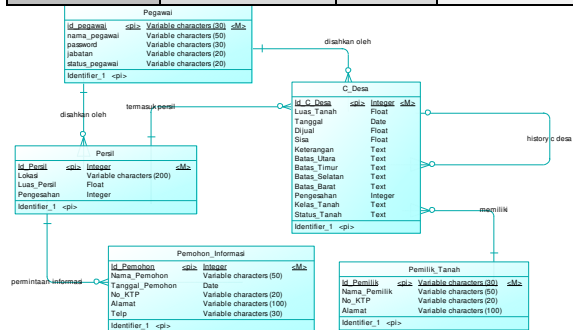 Pegawai
id_pegawai <pi> Variable characters (30) <M>
nama_pegawai Variable characters (50)
password Variable characters (30)
jabatan Variable characters (20)
status_pegawai Variable characters (20)
Identifier_1 <pi>
disahkan oleh
C_Desa
Id_C_Desa <pi> Integer <M>
Luas_Tanah Float
Tanggal Date
Dijual Float
Sisa Float
Keterangan Text
Batas_Utara Text
Batas_Timur Text
Batas_Selatan Text
Batas_Barat Text
Pengesahan Integer
Kelas_Tanah Text
Status_Tanah Text
Identifier_1 <pi>
disahkan oleh
termasuk persil
history c desa
Persil
Id_Persil <pi> Integer <M>
Lokasi Variable characters (200)
Luas_Persil Float
Pengesahan Integer
Identifier_1 <pi>
memiliki
permintaan informasi
Pemohon_Informasi
Id_Pemohon <pi> Integer <M>
Nama_Pemohon Variable characters (50)
Tanggal_Pemohon Date
No_KTP Variable characters (20)
Alamat Variable characters (100)
Telp Variable characters (30)
Identifier_1 <pi>
Pemilik_Tanah
Id_Pemilik <pi> Variable characters (30) <M>
Nama_Pemilik Variable characters (50)
No_KTP Variable characters (20)
Alamat Variable characters (100)
Identifier_1 <pi>